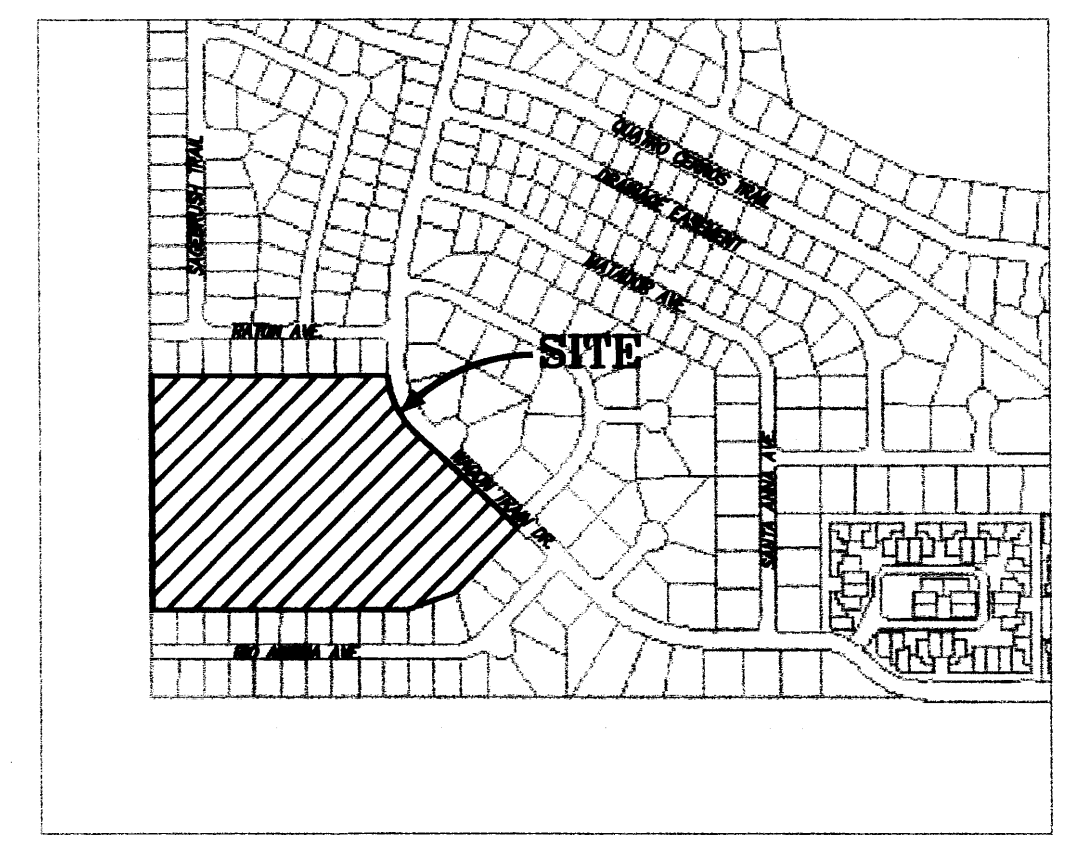 QUATRO CERROS TRAIL
DRAINAGE EASEMENT
SAGEBRUSH TRAIL
MATADOR AVE.
RATON AVE.
SITE
WAGON TRAIN DR.
SANTA ANNA AVE.
RIO ARRIBA AVE.